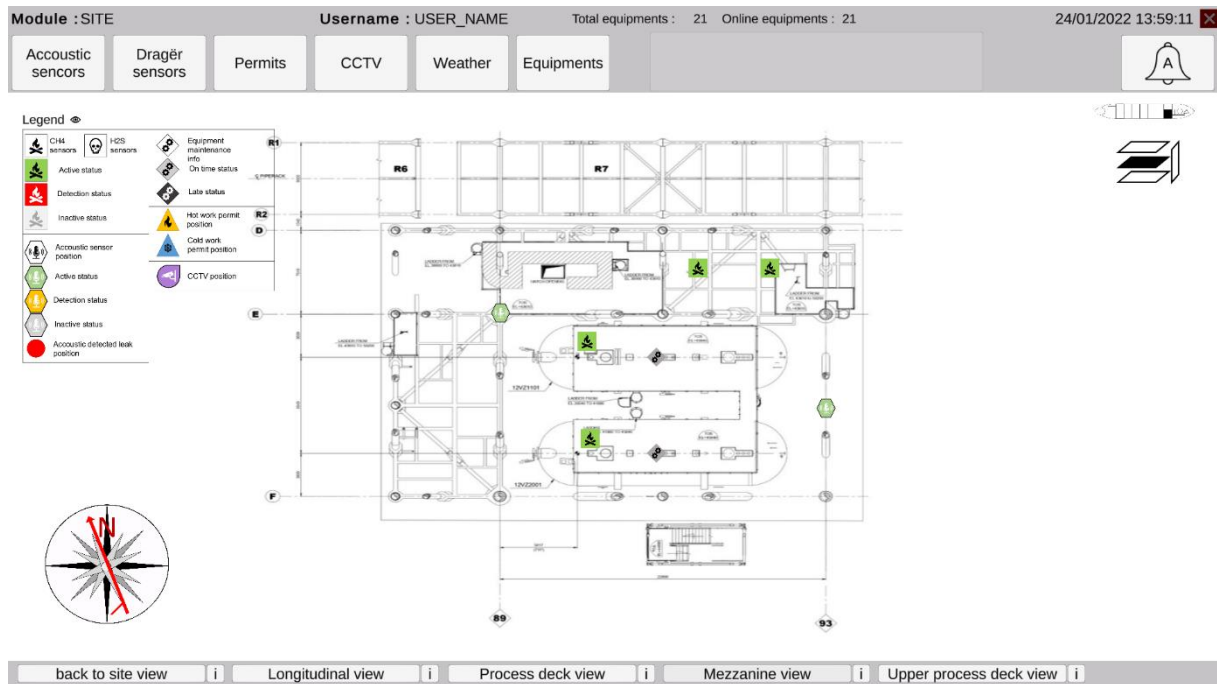 Module : SITE
Username : USER_NAME
Total equipments : 21 Online equipments : 21
24/01/2022 13:59:11
Accoustic
sencors
Dragër
sensors
Permits
CCTV
Weather
Equipments
A
Legend
CH4
sensors
H2S
sensors
Active status
Detection status
Inactive status
Accoustic sensor
position
Active status
Detection status
Inactive status
Accoustic detected leak
position
Equipment
maintenance
info
On time status
Late status
Hot work permit
position
Cold work
permit position
CCTV position
R1
R6
R7
R2
D
E
F
12VZ1101
12VZ2001
89
93
N
back to site view
i
Longitudinal view
i
Process deck view
i
Mezzanine view
i
Upper process deck view
i